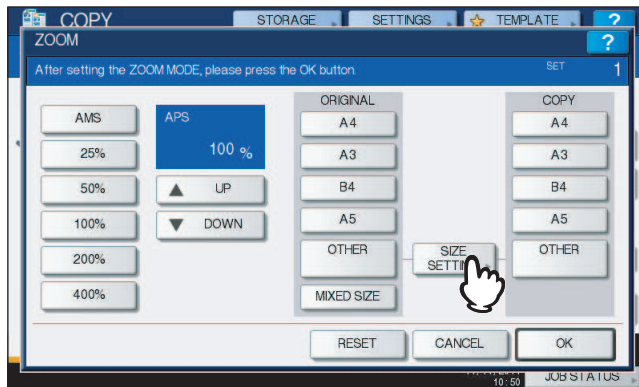 COPY STORAGE SETTINGS TEMPLATE ?
ZOOM ?
After setting the ZOOM MODE, please press the OK button. SET 1
ORIGINAL COPY
AMS APS A4 A4
25% 100 % A3 A3
50% UP B4 B4
100% DOWN A5 A5
200% OTHER SIZE OTHER
400% MIXED SIZE
RESET CANCEL OK
10:50 JOB STATUS